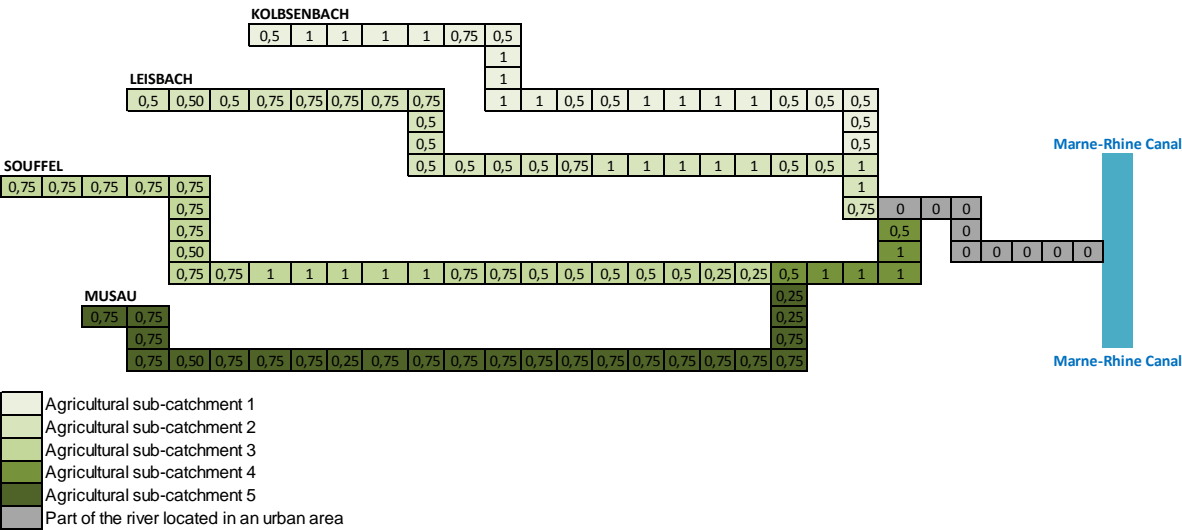 KOLBSENBACH
0,5 1 1 1 1 0,75 0,5
1
LEISBACH 1
0,5 0,50 0,5 0,75 0,75 0,75 0,75 0,75 1 1 0,5 0,5 1 1 1 1 0,5 0,5 0,5
0,5 0,5
0,5 0,5 Marne-Rhine Canal
SOUFFEL 0,5 0,5 0,5 0,5 0,75 1 1 1 1 1 0,5 0,5 1
0,75 0,75 0,75 0,75 0,75 1
0,75 0,75 0 0 0
0,75 0,5 0
0,50 1 0 0 0 0 0
0,75 0,75 1 1 1 1 1 0,75 0,75 0,5 0,5 0,5 0,5 0,5 0,25 0,25 0,5 1 1 1
MUSAU 0,25
0,75 0,75 0,25
0,75 0,75
0,75 0,50 0,75 0,75 0,75 0,25 0,75 0,75 0,75 0,75 0,75 0,75 0,75 0,75 0,75 0,75 0,75 Marne-Rhine Canal
Agricultural sub-catchment 1
Agricultural sub-catchment 2
Agricultural sub-catchment 3
Agricultural sub-catchment 4
Agricultural sub-catchment 5
Part of the river located in an urban area